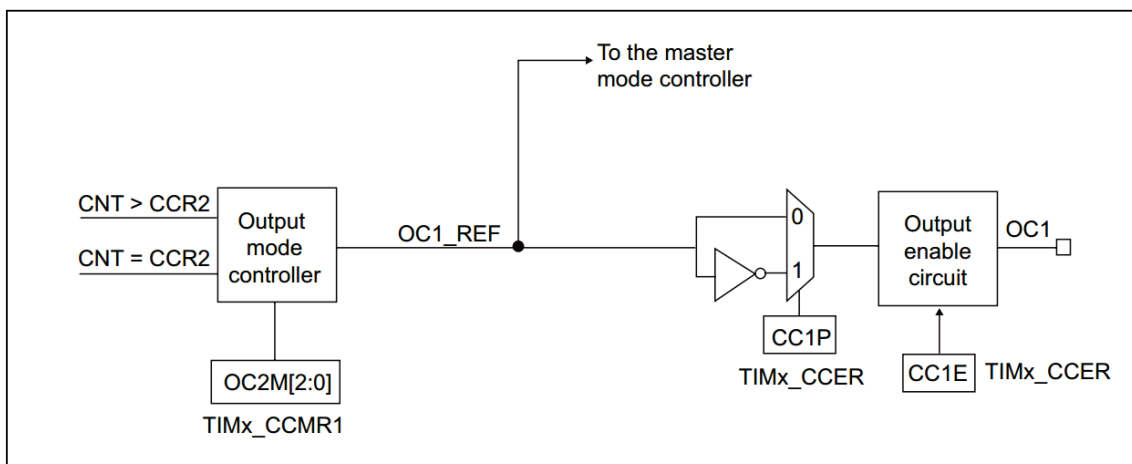 To the master
mode controller
CNT > CCR2
CNT = CCR2
Output
mode
controller
OC1_REF
0
1
Output
enable
circuit
OC1
OC2M[2:0]
TIMx_CCMR1
CC1P
TIMx_CCER
CC1E
TIMx_CCER